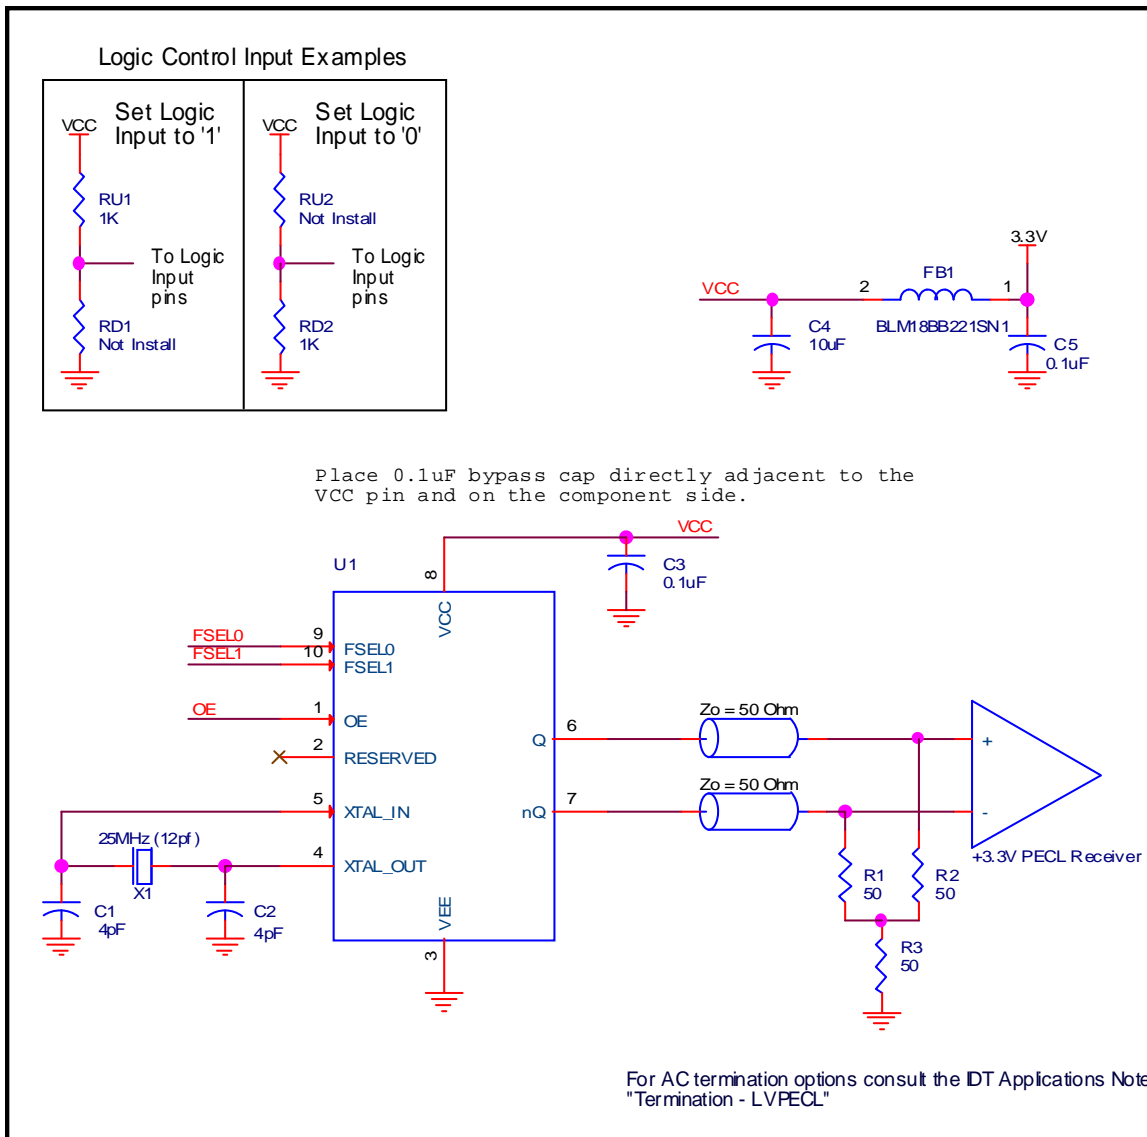 Logic Control Input Examples
Set Logic
Input to '1'
VCC
RU1
1K
To Logic
Input
pins
RD1
Not Install
Set Logic
Input to '0'
VCC
RU2
Not Install
To Logic
Input
pins
RD2
1K
3.3V
VCC
2
FB1
1
BLM18BB221SN1
C4
10uF
C5
0.1uF
Place 0.1uF bypass cap directly adjacent to the
VCC pin and on the component side.
VCC
C3
0.1uF
U1
8
VCC
FSEL0
9
FSEL0
FSEL1
10
FSEL1
OE
1
OE
2
RESERVED
5
XTAL_IN
25MHz (12pf)
X1
4
XTAL_OUT
C1
4pF
C2
4pF
VEE
3
Q
6
nQ
7
Zo = 50 Ohm
Zo = 50 Ohm
+
-
+3.3V PECL Receiver
R1
50
R2
50
R3
50
For AC termination options consult the IDT Applications Note
"Termination - LVPECL"